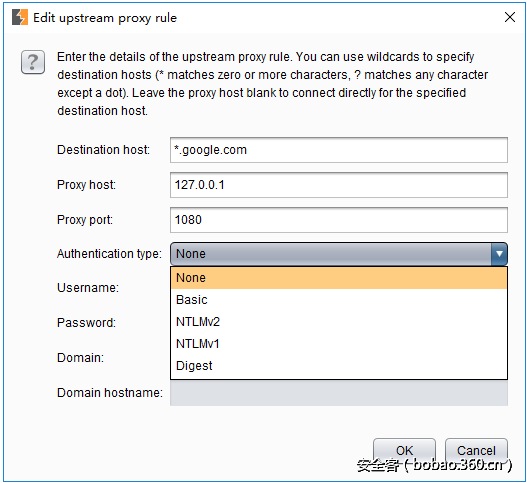 Edit upstream proxy rule
Enter the details of the upstream proxy rule. You can use wildcards to specify
destination hosts (* matches zero or more characters, ? matches any character
except a dot). Leave the proxy host blank to connect directly for the specified
destination host.
Destination host: *.google.com
Proxy host: 127.0.0.1
Proxy port: 1080
Authentication type: None
None
Username:
Basic
NTLMv2
Password:
NTLMv1
Domain:
Digest
Domain hostname:
OK Cancel
安全客（bobao.360.cn）